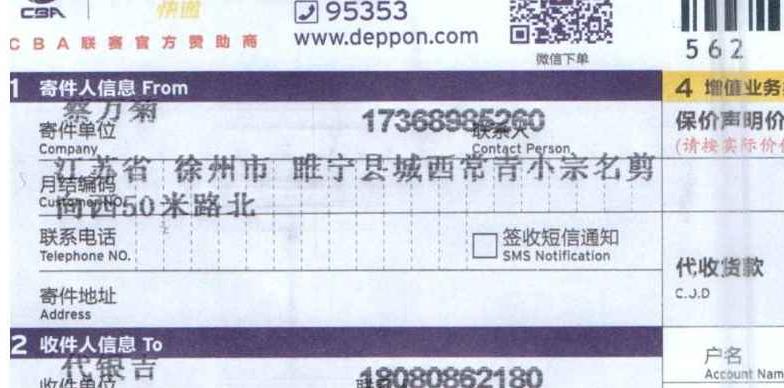 CBA
快递
95353
CBA联赛官方赞助商
www.deppon.com
微信下单
562
1 寄件人信息 From
4 增值业务
蔡万菊
17368985260
寄件单位
联系人
保价声明价
Company
Contact Person
(请按实际价
江苏省 徐州市 睢宁县城西常青小宗名剪
月结编码
Customer NO.
向西50米路北
联系电话
签收短信通知
Telephone NO.
SMS Notification
代收货款
C.O.D
寄件地址
Address
2 收件人信息 To
代银吉
18080862180
收件单位
户名
Account Nam